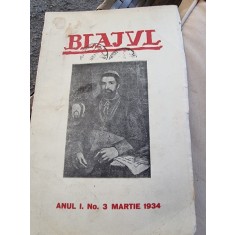 BLAJUL
ANUL I. No. 3 MARTIE 1934